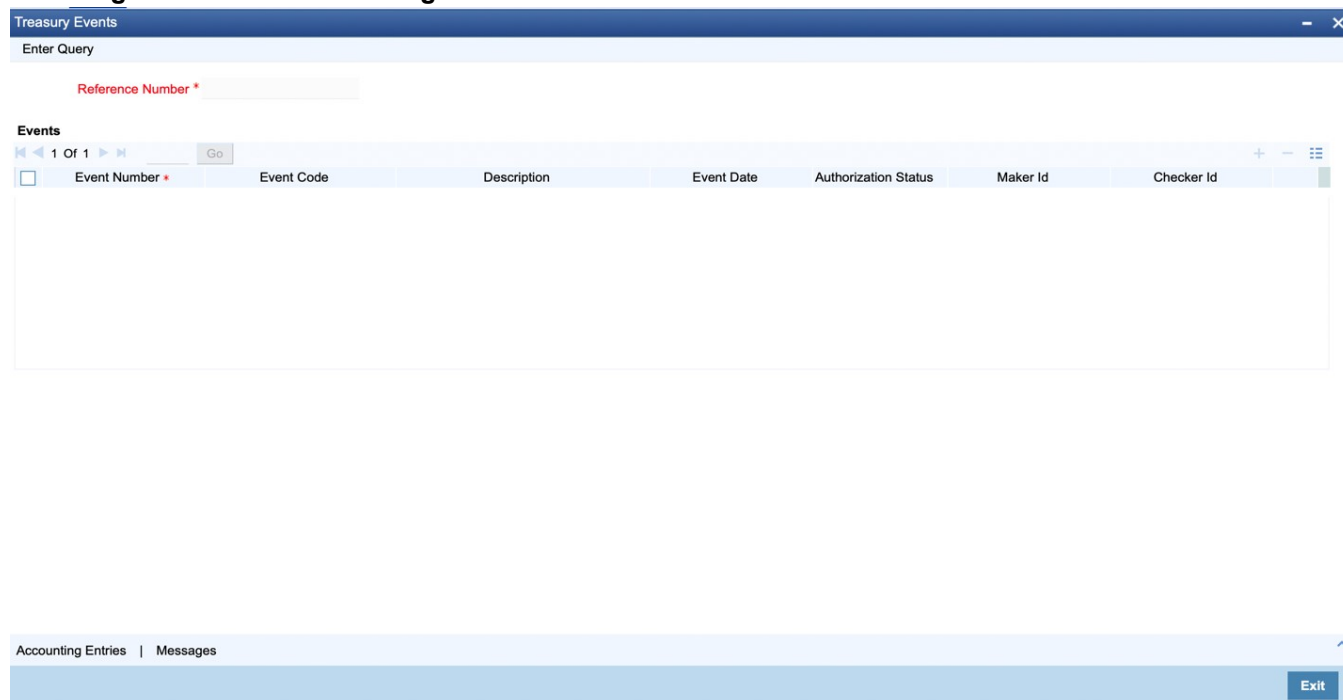 Treasury Events
Enter Query
Reference Number *
Events
1 Of 1 Go
Event Number * Event Code Description Event Date Authorization Status Maker Id Checker Id
Accounting Entries | Messages
Exit